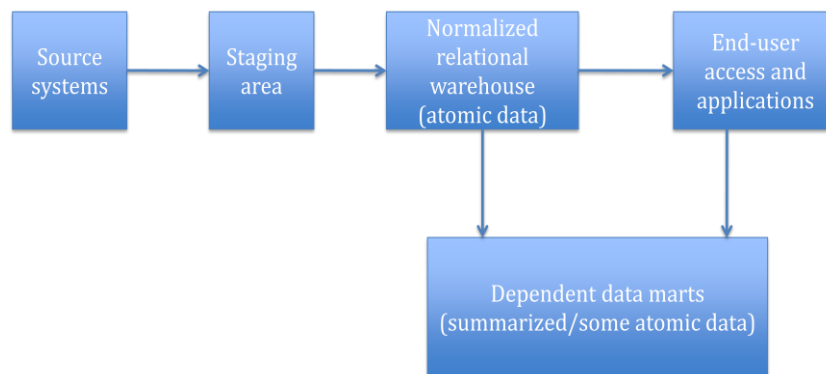 Source
systems
Staging
area
Normalized
relational
warehouse
(atomic data)
End-user
access and
applications
Dependent data marts
(summarized/some atomic data)